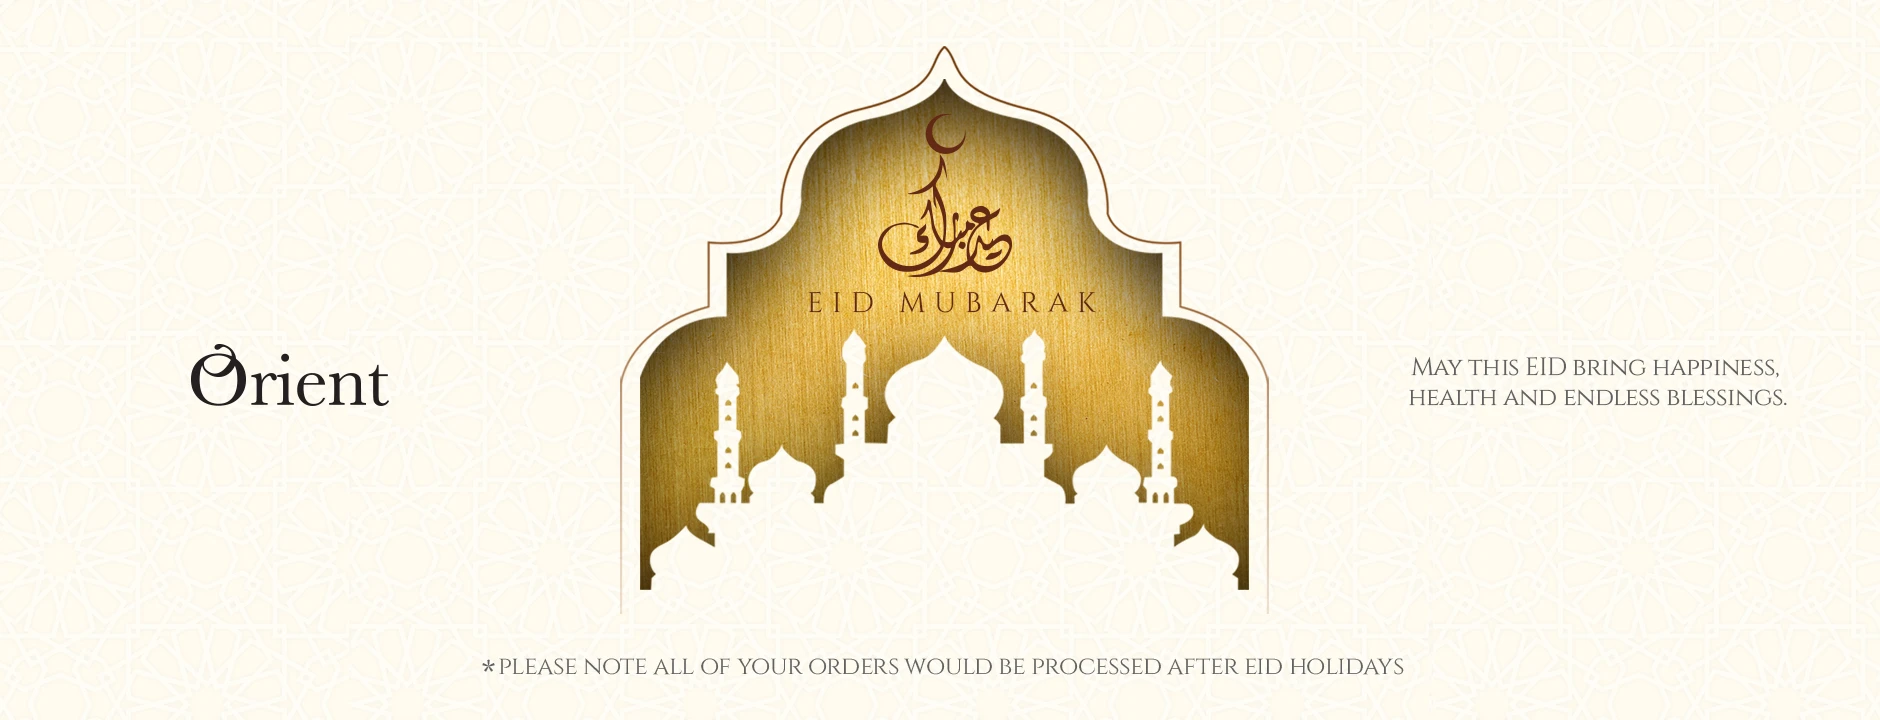 عيد مبارك
EID MUBARAK
Orient
MAY THIS EID BRING HAPPINESS,
HEALTH AND ENDLESS BLESSINGS.
*PLEASE NOTE ALL OF YOUR ORDERS WOULD BE PROCESSED AFTER EID HOLIDAYS